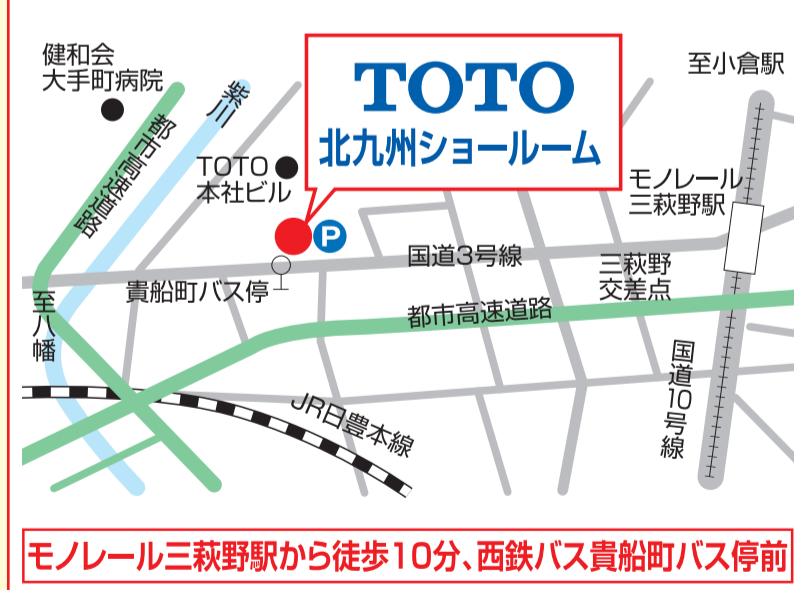 健和会
大手町病院
都市高速道路
紫川
TOTO
北九州ショールーム
至小倉駅
TOTO
本社ビル
P
モノレール
三萩野駅
国道3号線
三萩野
交差点
貴船町バス停
至八幡
都市高速道路
国道10号線
JR日豊本線
モノレール三萩野駅から徒歩10分、西鉄バス貴船町バス停前